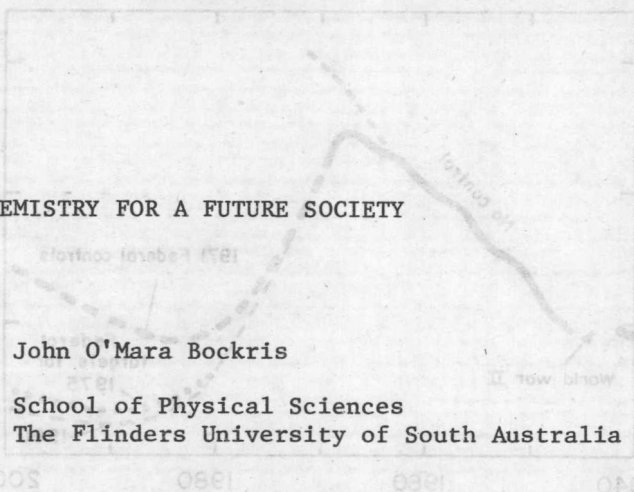 EMISTRY FOR A FUTURE SOCIETY
John O'Mara Bockris
School of Physical Sciences
The Flinders University of South Australia